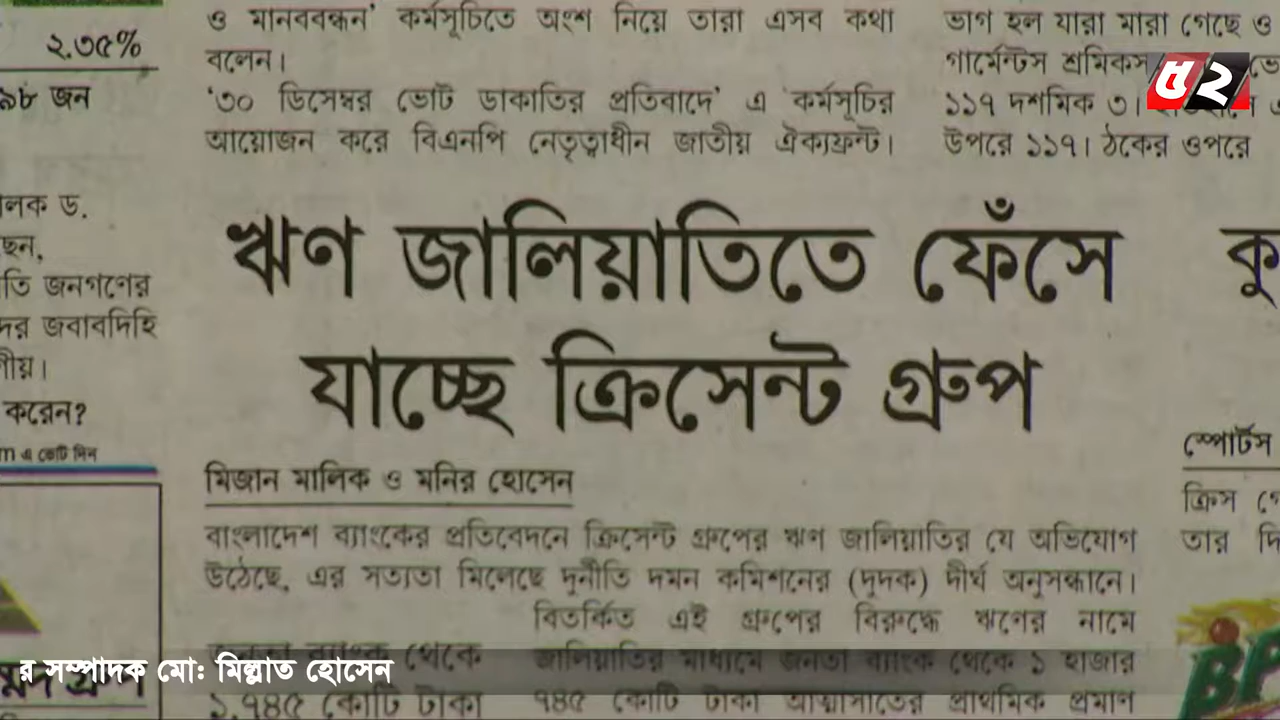 ২.৩৫%
৯৮ জন
লক ড.
ছেন,
তি জনগণের
দের জবাবদিহি
ীয়।
করেন?
m এ ভোট দিন
ও মানববন্ধন’ কর্মসূচিতে অংশ নিয়ে তারা এসব কথা
বলেন।
‘৩০ ডিসেম্বর ভোট ডাকাতির প্রতিবাদে’ এ কর্মসূচির
আয়োজন করে বিএনপি নেতৃত্বাধীন জাতীয় ঐক্যফ্রন্ট।
ভাগ হল যারা মারা গেছে ও
গার্মেন্টস শ্রমিকস
১১৭ দশমিক ৩।
উপরে ১১৭। ঠকের ওপরে
৫২
ঋণ জালিয়াতিতে ফেঁসে
যাচ্ছে ক্রিসেন্ট গ্রুপ
মিজান মালিক ও মনির হোসেন
বাংলাদেশ ব্যাংকের প্রতিবেদনে ক্রিসেন্ট গ্রুপের ঋণ জালিয়াতির যে অভিযোগ
উঠেছে, এর সত্যতা মিলেছে দুর্নীতি দমন কমিশনের (দুদক) দীর্ঘ অনুসন্ধানে।
বিতর্কিত এই গ্রুপের বিরুদ্ধে ঋণের নামে
জালিয়াতির মাধ্যমে জনতা ব্যাংক থেকে ১ হাজার
৭৪৫ কোটি টাকা আত্মসাতের প্রাথমিক প্রমাণ
জনতা ব্যাংক থেকে
১,৭৪৫ কোটি টাকা
কু
স্পোর্টস
ক্রিস গে
তার দি
BP
র সম্পাদক মো: মিল্লাত হোসেন